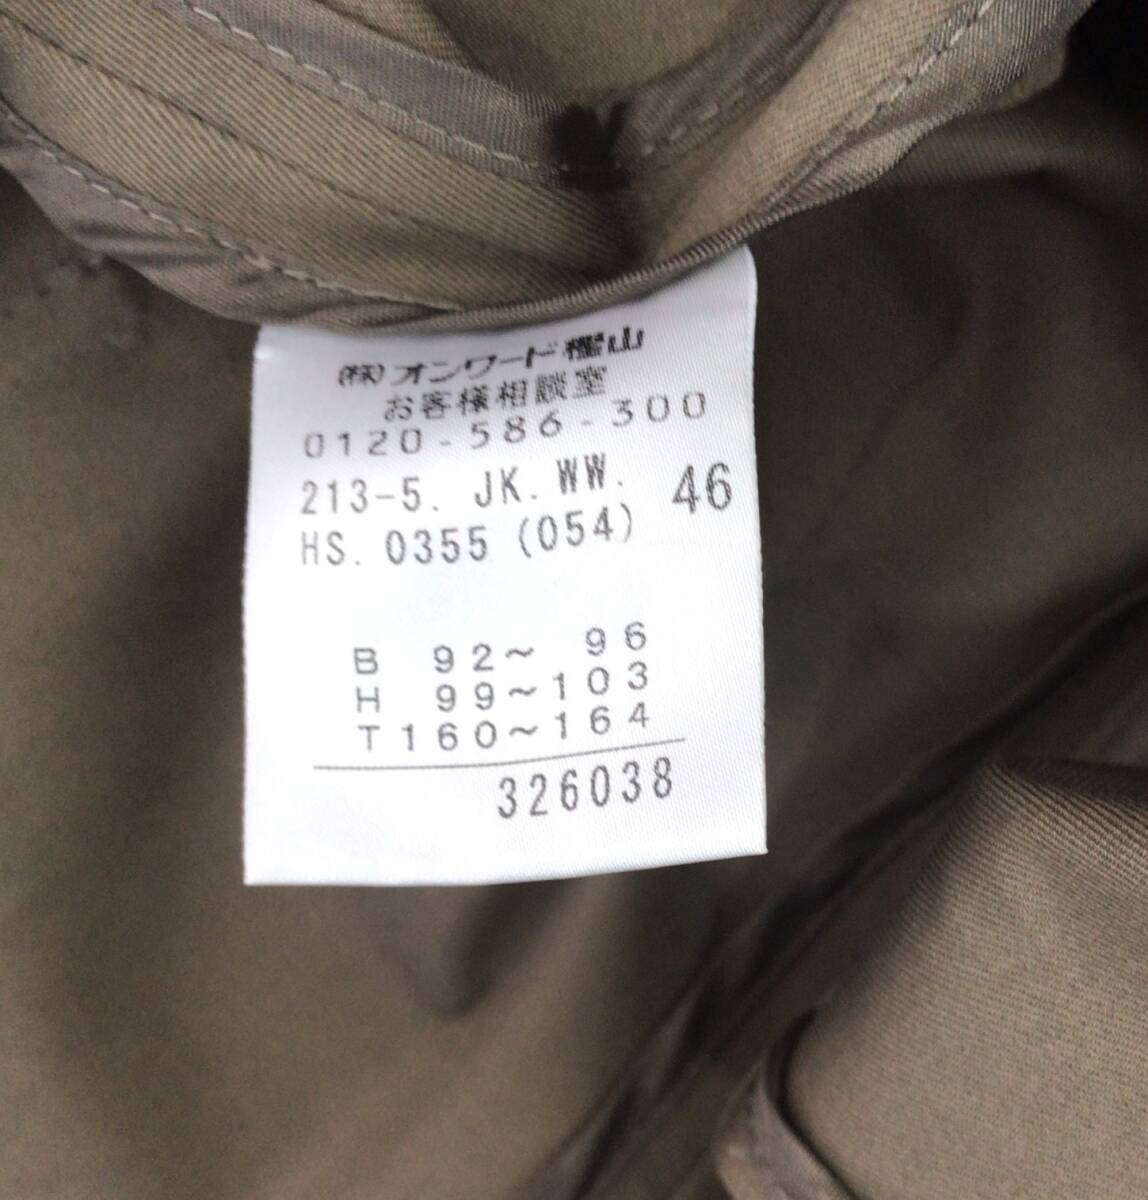 ㈱オンワード樫山
お客様相談室
0120-586-300
213-5. JK. WW. 46
HS. 0355 (054)
B 92~ 96
H 99~103
T160~164
326038